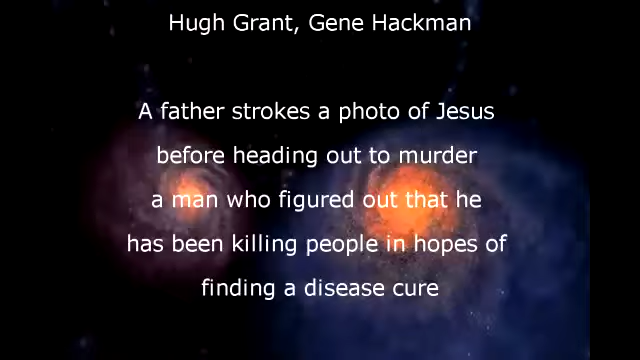 Hugh Grant, Gene Hackman
A father strokes a photo of Jesus
before heading out to murder
a man who figured out that he
has been killing people in hopes of
finding a disease cure